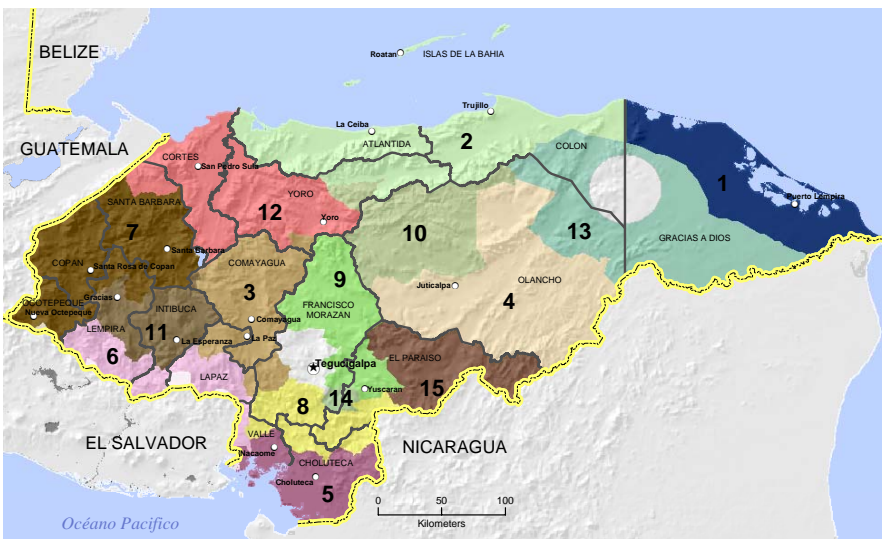 BELIZE
Roatan
ISLAS DE LA BAHIA
Trujillo
La Ceiba
GUATEMALA
ATLANTIDA
2
COLON
CORTES
San Pedro Sula
1
Puerto Lempira
YORO
SANTA BARBARA
12
Yoro
7
10
13
GRACIAS A DIOS
Santa Barbara
COMAYAGUA
COPAN
Santa Rosa de Copan
9
OLANCHO
Juticalpa
3
4
Gracias
OCOTEPEQUE
Nueva Octepeque
INTIBUCA
FRANCISCO
MORAZAN
Comayagua
LEMPIRA
11
La Esperanza
La Paz
6
EL PARAISO
Tegucigalpa
LAPAZ
15
Yuscaran
14
8
EL SALVADOR
VALLE
NICARAGUA
Nacaome
CHOLUTECA
Choluteca
5
0 50 100
Kilometers
Océano Pacifico